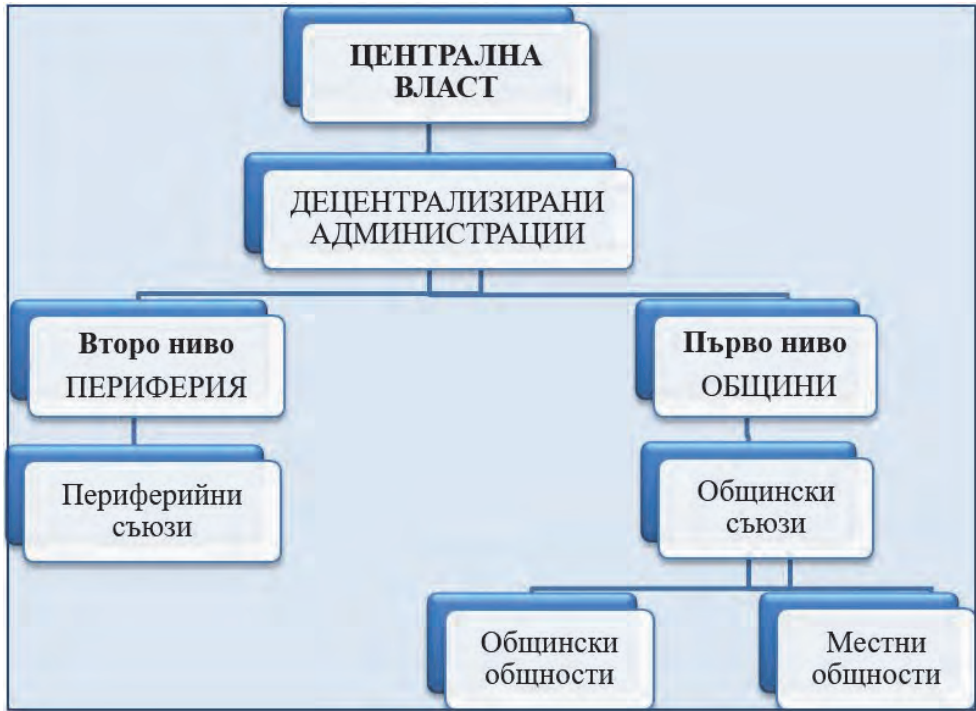 ЦЕНТРАЛНА
ВЛАСТ
ДЕЦЕНТРАЛИЗИРАНИ
АДМИНИСТРАЦИИ
Второ ниво
ПЕРИФЕРИЯ
Първо ниво
ОБЩИНИ
Периферийни
съюзи
Общински
съюзи
Общински
общности
Местни
общности